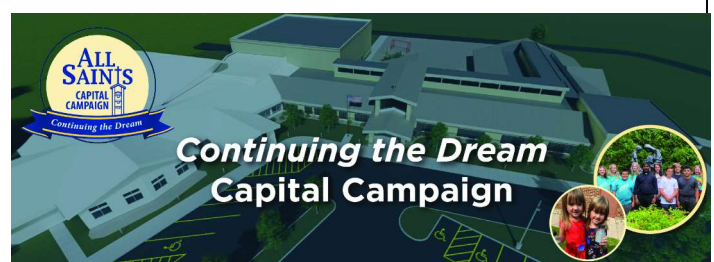 ALL
SAINTS
CAPITAL
CAMPAIGN
Continuing the Dream
Continuing the Dream
Capital Campaign